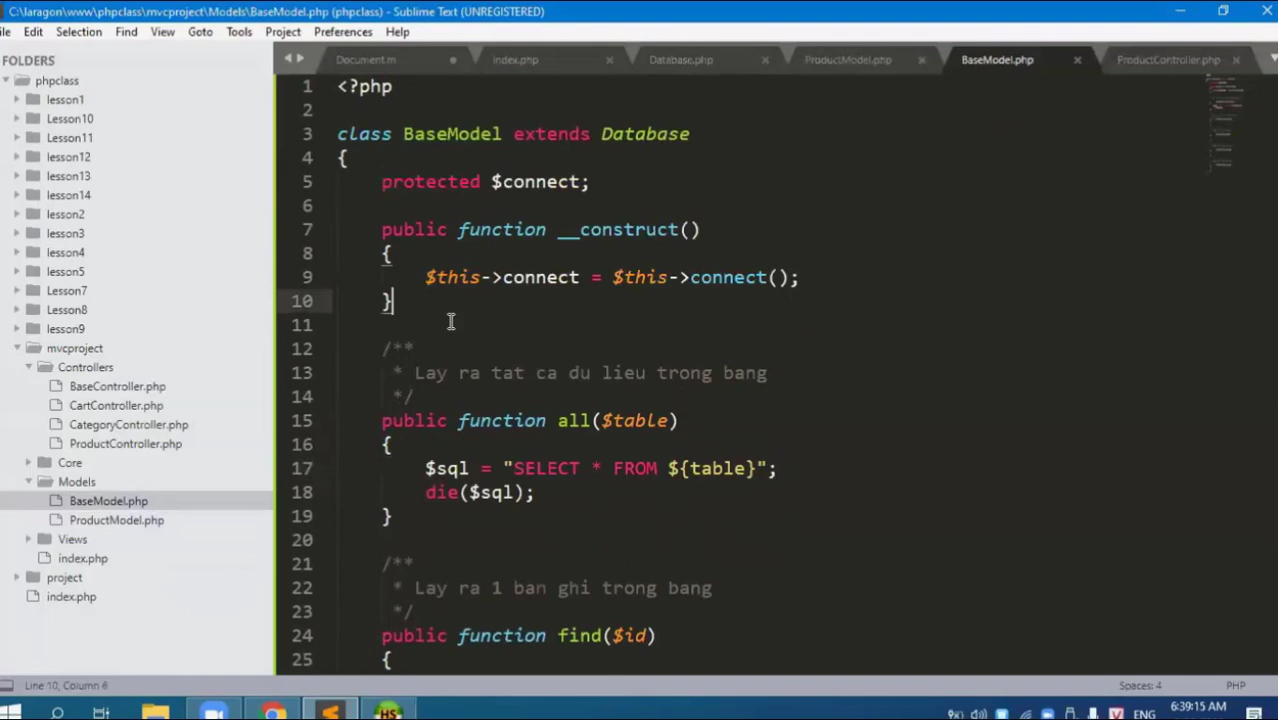 C:\laragon\www\phpclass\mvcproject\Models\BaseModel.php (phpclass) - Sublime Text (UNREGISTERED)
ile Edit Selection Find View Goto Tools Project Preferences Help
FOLDERS
phpclass
lesson1
Lesson10
Lesson11
lesson12
lesson13
lesson14
lesson2
lesson3
lesson4
lesson5
Lesson7
Lesson8
lesson9
mvcproject
Controllers
BaseController.php
CartController.php
CategoryController.php
ProductController.php
Core
Models
BaseModel.php
ProductModel.php
Views
index.php
project
index.php
Document.m index.php Database.php ProductModel.php BaseModel.php ProductController.php
1 <?php
2
3 class BaseModel extends Database
4 {
5 protected $connect;
6
7 public function __construct()
8 {
9 $this->connect = $this->connect();
10 }
11
12 /**
13 * Lay ra tat ca du lieu trong bang
14 */
15 public function all($table)
16 {
17 $sql = "SELECT * FROM ${table}";
18 die($sql);
19 }
20
21 /**
22 * Lay ra 1 ban ghi trong bang
23 */
24 public function find($id)
25 {
Line 10, Column 6 Spaces: 4 PHP
HS V ENG 6:39:15 AM